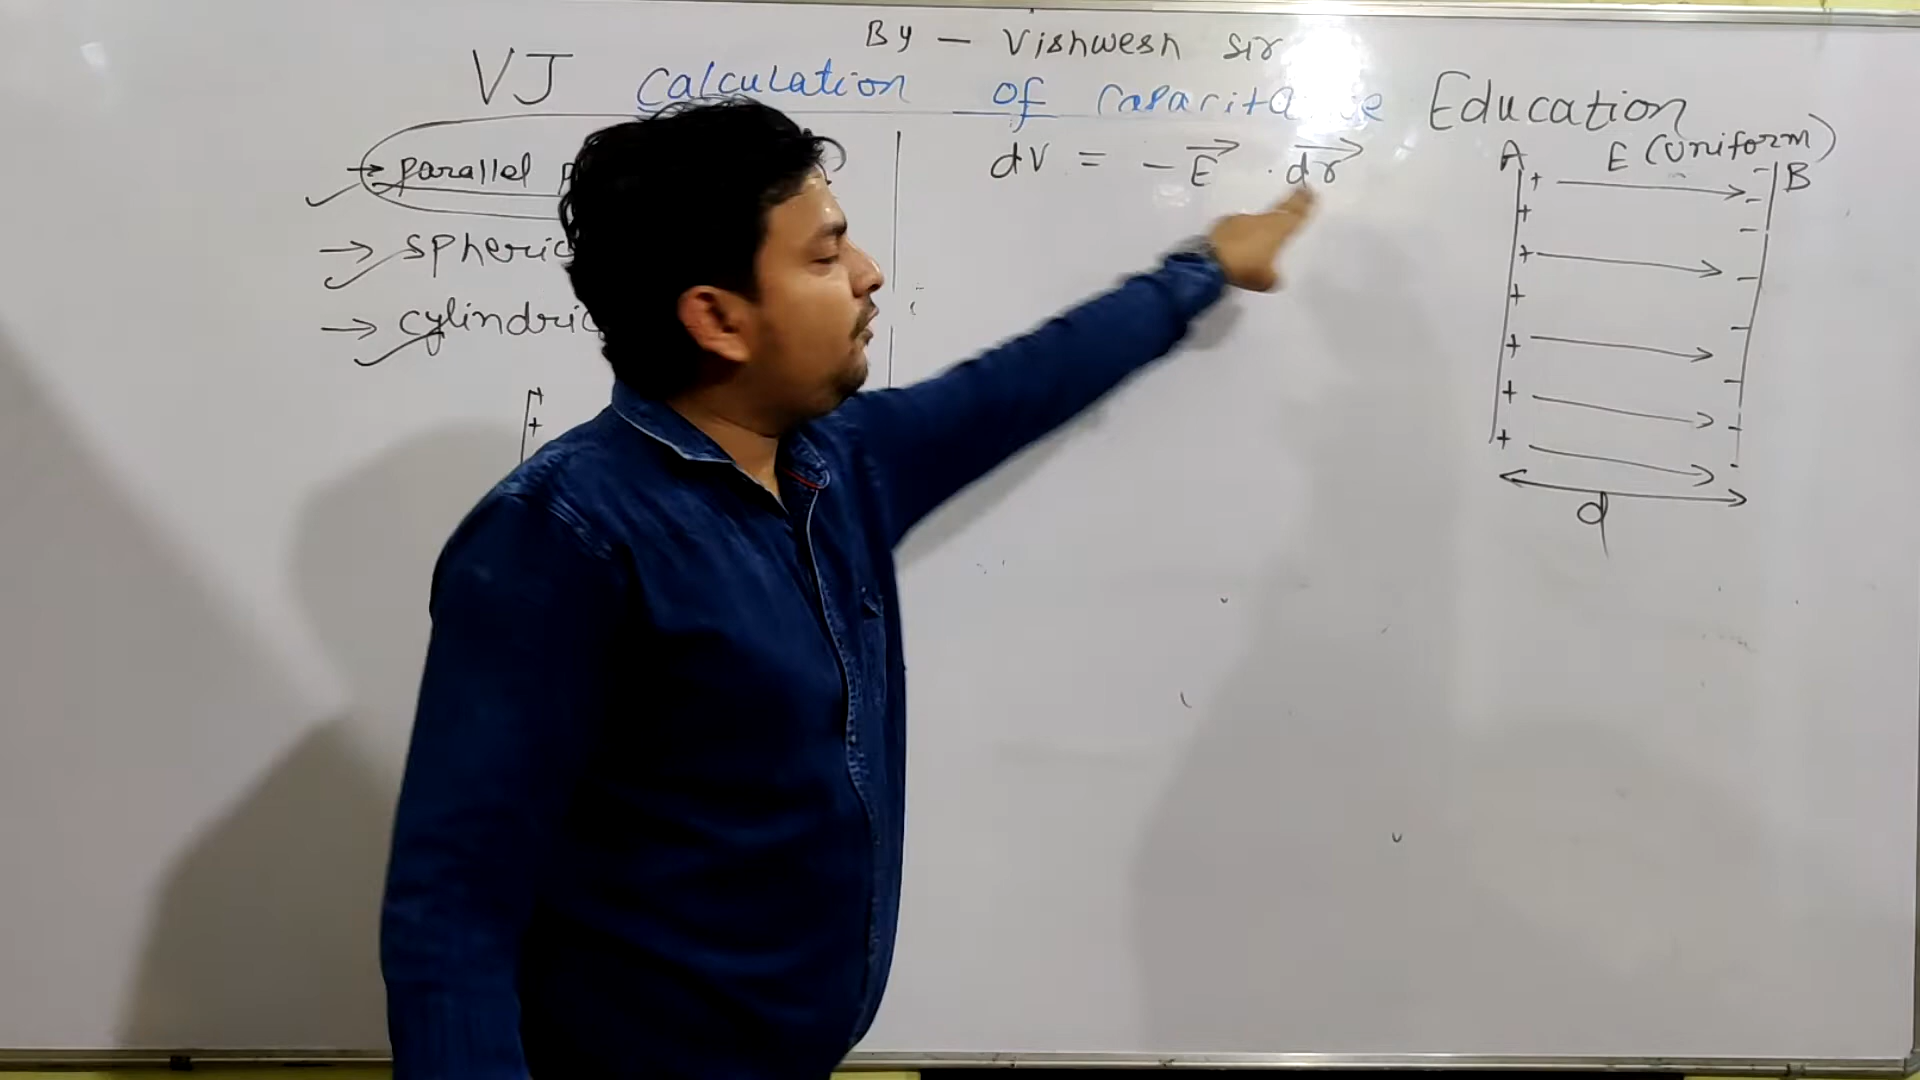 By – Vishwesh sir
VJ Calculation of Education
→ parallel
→ spheric
→ cylindric
dV = - E⃗ · dr⃗
E (Uniform)
A
B
+ + + + + + +
- - - - - - - -
d
+
+